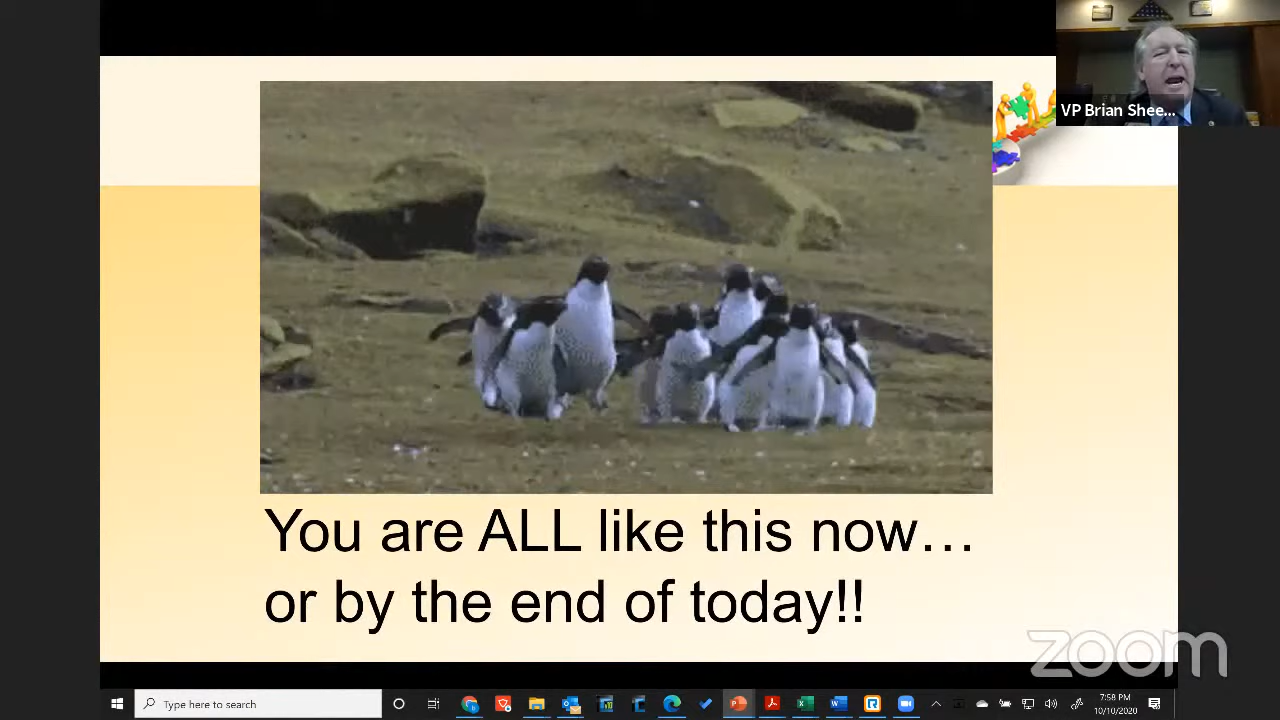 VP Brian Shee...
You are ALL like this now…
or by the end of today!!
zoom
Type here to search
7:58 PM
10/10/2020